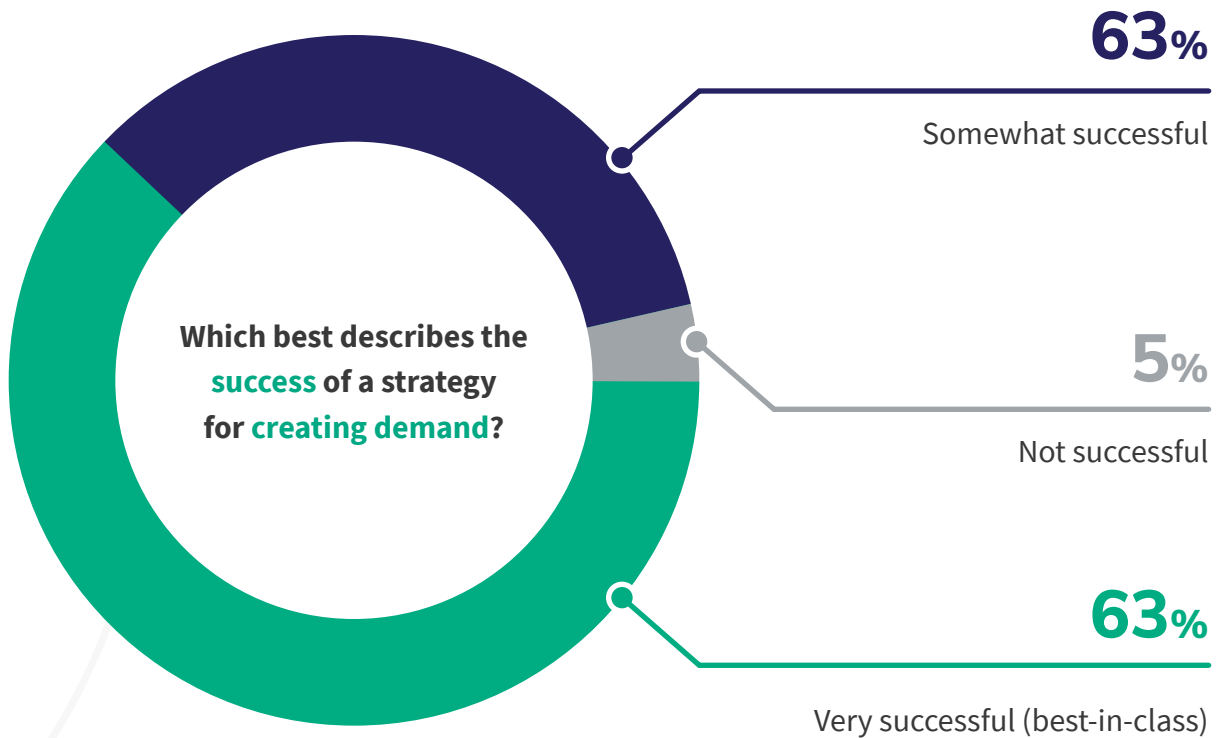 Which best describes the
success of a strategy
for creating demand?
63%
Somewhat successful
5%
Not successful
63%
Very successful (best-in-class)